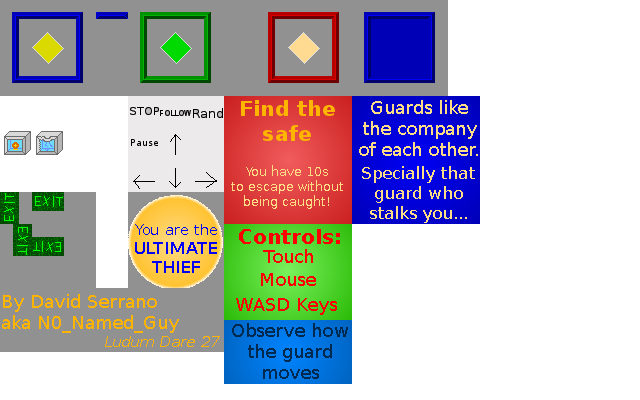 STOP FOLLOW Rand
Pause
Find the
safe
You have 10s
to escape without
being caught!
Guards like
the company
of each other.
Specially that
guard who
stalks you...
EXIT
EXIT
EXIT
EXIT
You are the
ULTIMATE
THIEF
Controls:
Touch
Mouse
WASD Keys
By David Serrano
aka N0_Named_Guy
Ludum Dare 27
Observe how
the guard
moves